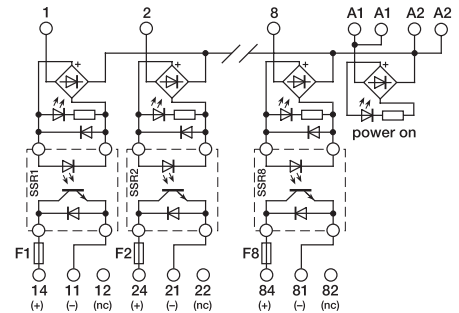 1 2 8 A1 A1 A2 A2
+ + + +
power on
SSR1 SSR2 SSR8
F1 F2 F8
14 11 12 24 21 22 84 81 82
(+) (-) (nc) (+) (-) (nc) (+) (-) (nc)